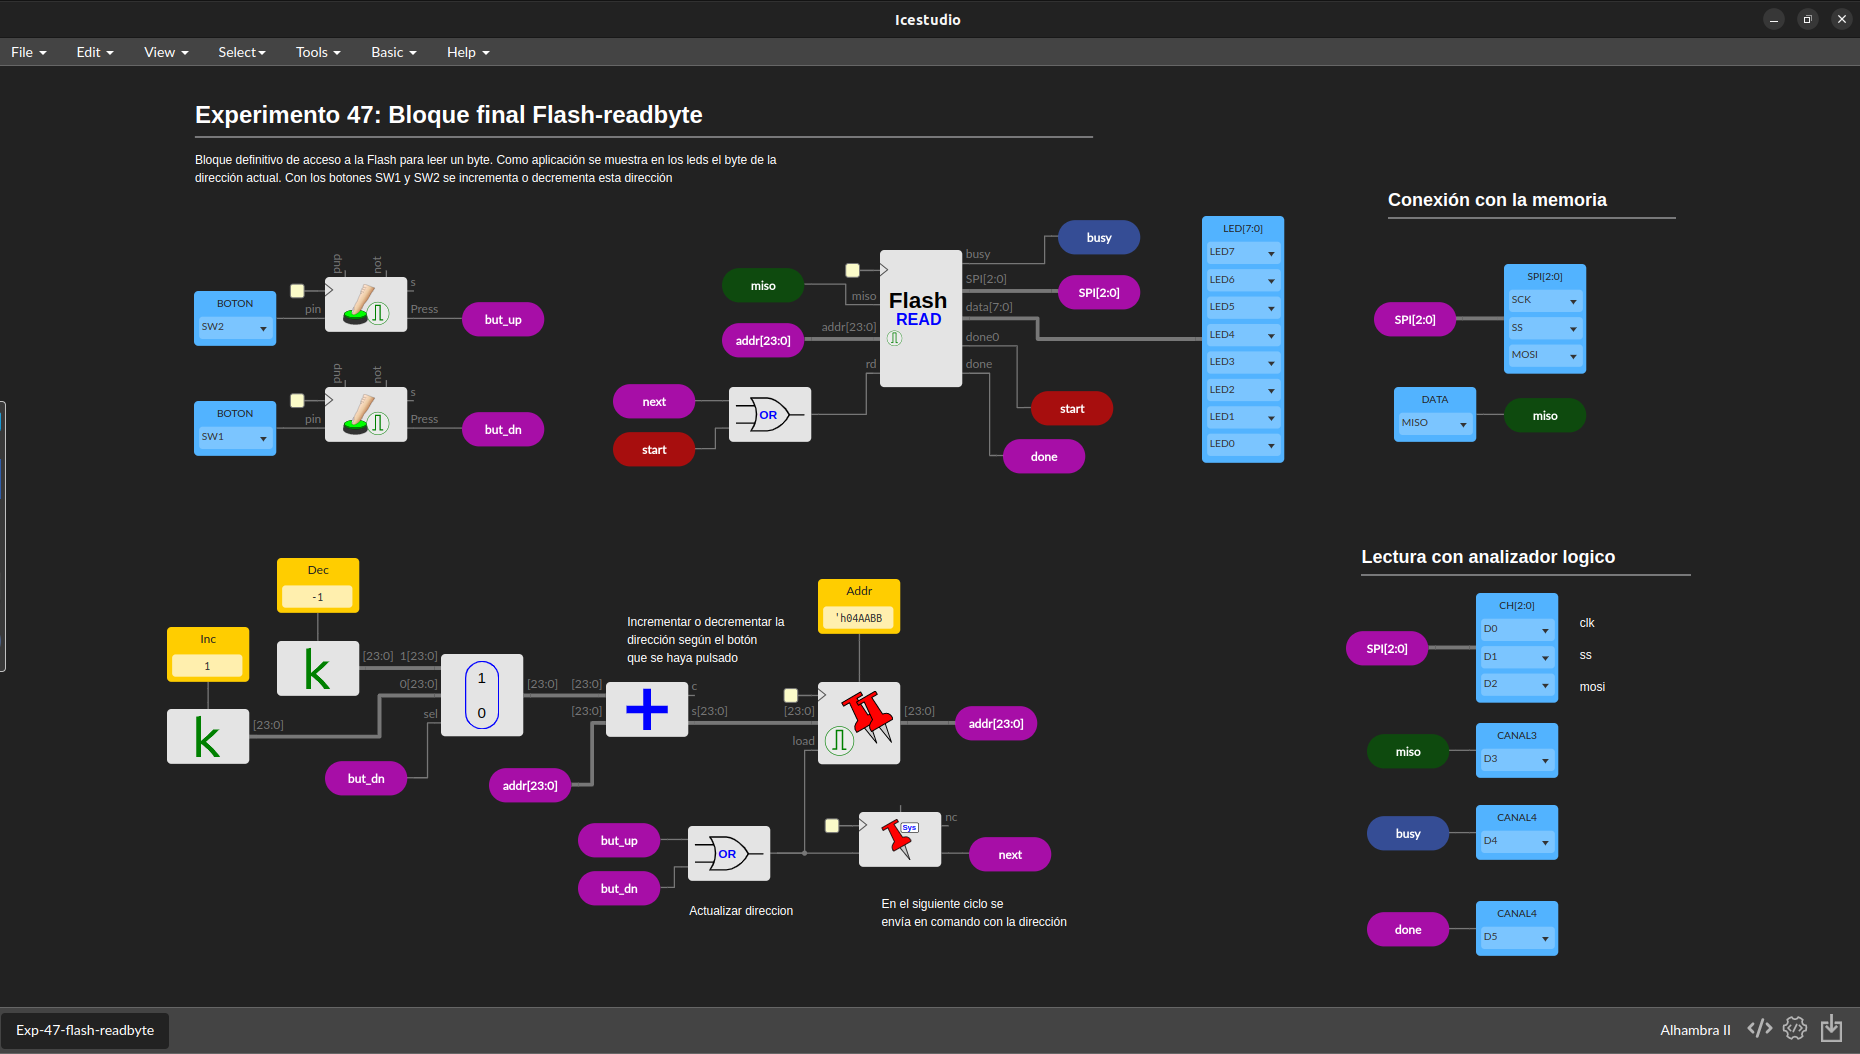 Icestudio
File
Edit
View
Select
Tools
Basic
Help
Experimento 47: Bloque final Flash-readbyte
Bloque definitivo de acceso a la Flash para leer un byte. Como aplicación se muestra en los leds el byte de la
dirección actual. Con los botones SW1 y SW2 se incrementa o decrementa esta dirección
BOTON
SW2
pup
not
pin
s
Press
but_up
BOTON
SW1
pup
not
pin
s
Press
but_dn
miso
addr[23:0]
next
start
OR
miso
addr[23:0]
rd
Flash
READ
busy
SPI[2:0]
data[7:0]
done0
done
busy
SPI[2:0]
start
done
LED[7:0]
LED7
LED6
LED5
LED4
LED3
LED2
LED1
LED0
Conexión con la memoria
SPI[2:0]
SPI[2:0]
SCK
SS
MOSI
DATA
MISO
miso
Dec
-1
Inc
1
k
k
[23:0]
[23:0]
1[23:0]
0[23:0]
sel
1
0
[23:0]
but_dn
Incrementar o decrementar la
dirección según el botón
que se haya pulsado
[23:0]
[23:0]
c
s[23:0]
addr[23:0]
Addr
'h04AABB
[23:0]
load
[23:0]
addr[23:0]
but_up
but_dn
OR
Actualizar direccion
Sys
nc
next
En el siguiente ciclo se
envía en comando con la dirección
Lectura con analizador logico
SPI[2:0]
CH[2:0]
D0
D1
D2
clk
ss
mosi
miso
CANAL3
D3
busy
CANAL4
D4
done
CANAL4
D5
Exp-47-flash-readbyte
Alhambra II